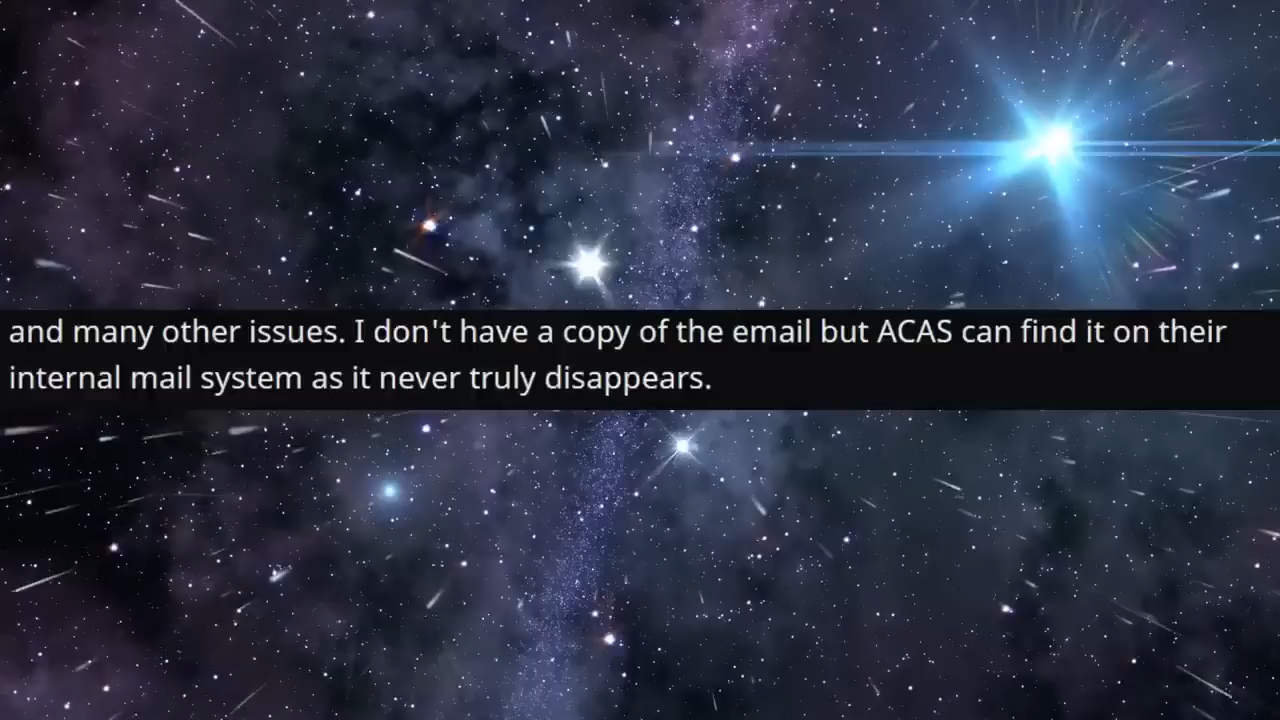 and many other issues. I don't have a copy of the email but ACAS can find it on their
internal mail system as it never truly disappears.